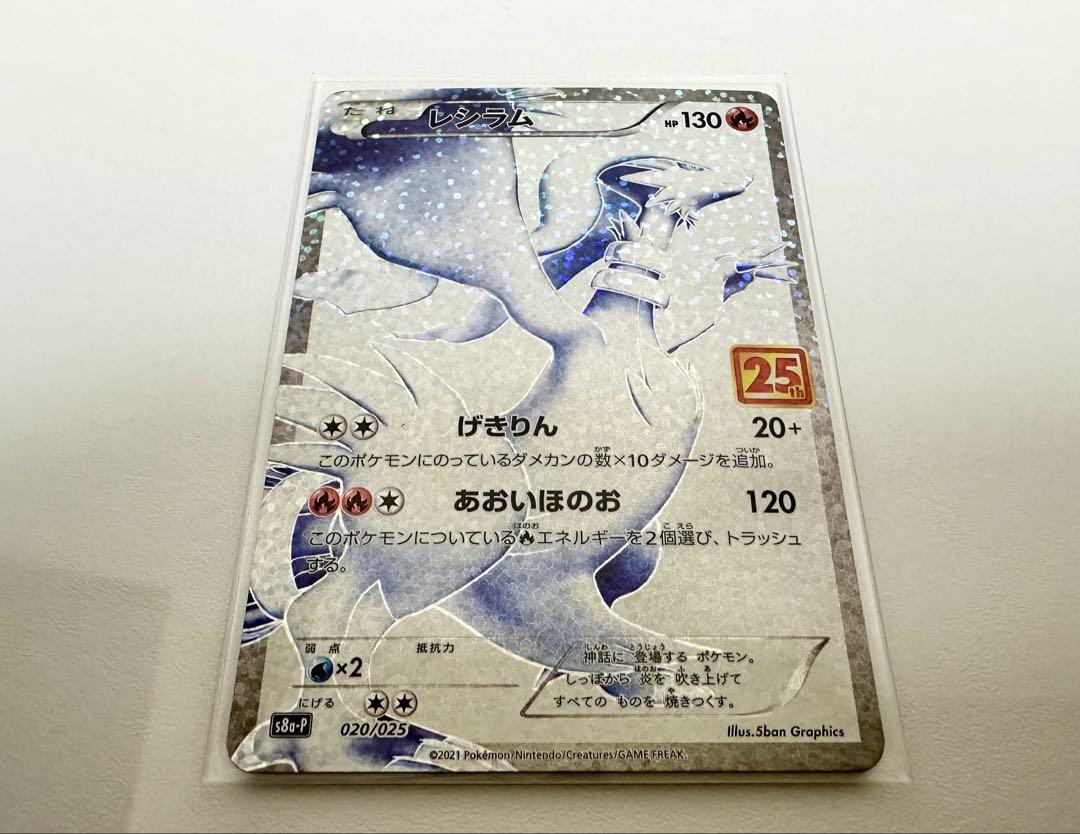 たね レシラム HP 130
25th
げきりん 20+
このポケモンにのっているダメカンの数×10ダメージを追加。
あおいほのお 120
このポケモンについているエネルギーを2個選び、トラッシュ
する。
弱点 抵抗力
×2
神話に 登場する ポケモン。
しっぽから 炎を 吹き上げて
すべての ものを 焼きつくす。
にげる
s8a-P 020/025 Illus.5ban Graphics
©2021 Pokémon/Nintendo/Creatures/GAME FREAK.